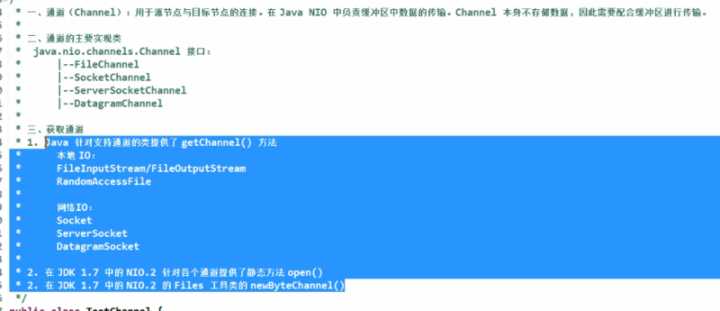 * 一、通道（Channel）：用于源节点与目标节点的连接。在 Java NIO 中负责缓冲区中数据的传输。Channel 本身不存储数据，因此需要配合缓冲区进行传输。
*
* 二、通道的主要实现类
* java.nio.channels.Channel 接口：
* |--FileChannel
* |--SocketChannel
* |--ServerSocketChannel
* |--DatagramChannel
*
* 三、获取通道
* 1. Java 针对支持通道的类提供了 getChannel() 方法
* 本地 IO：
* FileInputStream/FileOutputStream
* RandomAccessFile
*
* 网络IO：
* Socket
* ServerSocket
* DatagramSocket
*
* 2. 在 JDK 1.7 中的 NIO.2 针对各个通道提供了静态方法 open()
* 2. 在 JDK 1.7 中的 NIO.2 的 Files 工具类的 newByteChannel()
*/
public class TestChannel {